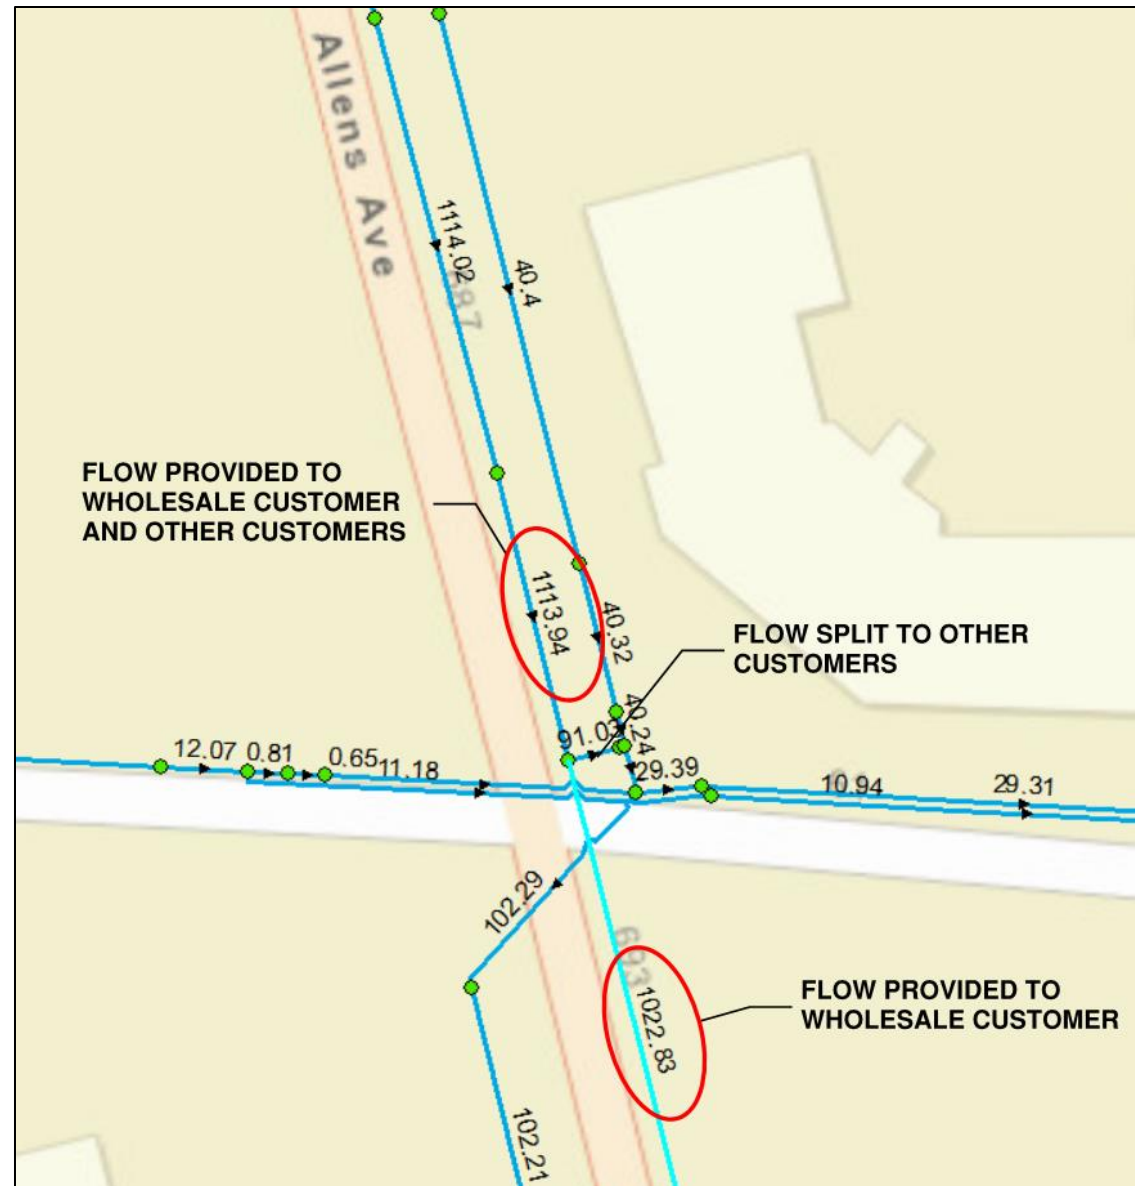 Allens Ave
1114.02
687
40.4
FLOW PROVIDED TO
WHOLESALE CUSTOMER
AND OTHER CUSTOMERS
1113.94
40.32
FLOW SPLIT TO OTHER
CUSTOMERS
40.24
91.03
12.07
0.81
0.65
11.18
29.39
10.94
29.31
102.29
693
1022.83
FLOW PROVIDED TO
WHOLESALE CUSTOMER
102.21